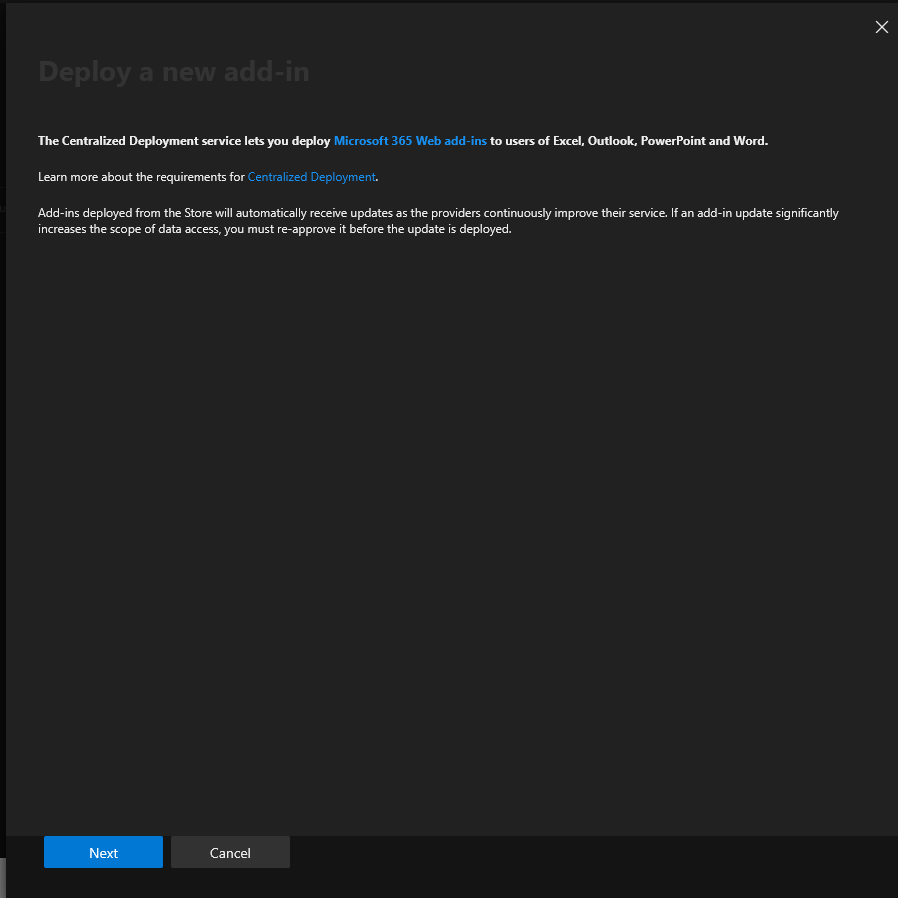 Deploy a new add-in
The Centralized Deployment service lets you deploy Microsoft 365 Web add-ins to users of Excel, Outlook, PowerPoint and Word.
Learn more about the requirements for Centralized Deployment.
Add-ins deployed from the Store will automatically receive updates as the providers continuously improve their service. If an add-in update significantly
increases the scope of data access, you must re-approve it before the update is deployed.
Next
Cancel